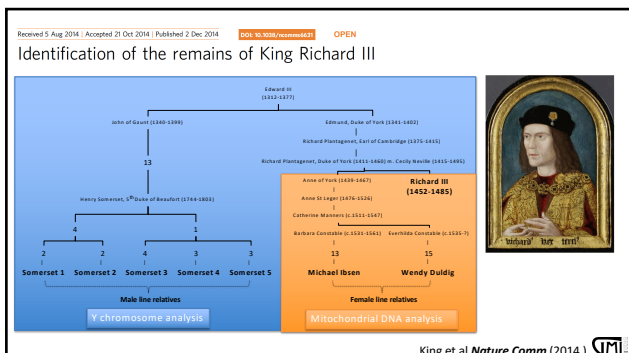 Received 5 Aug 2014 | Accepted 21 Oct 2014 | Published 2 Dec 2014 DOI: 10.1038/ncomms6631 OPEN
Identification of the remains of King Richard III
Edward III
(1312-1377)
John of Gaunt (1340-1399) Edmund, Duke of York (1341-1402)
Richard Plantagenet, Earl of Cambridge (1375-1415)
13
Richard Plantagenet, Duke of York (1411-1460) m. Cecily Neville (1415-1495)
Anne of York (1439-1467) Richard III
(1452-1485)
Anne St Leger (1476-1526)
Henry Somerset, 5th Duke of Beaufort (1744-1803)
Catherine Manners (c.1511-1547)
4 1
Barbara Constable (c.1531-1561) Everhilda Constable (c.1535-?)
2 2 4 3 3 13 15
Somerset 1 Somerset 2 Somerset 3 Somerset 4 Somerset 5 Michael Ibsen Wendy Duldig
Male line relatives Female line relatives
Y chromosome analysis Mitochondrial DNA analysis
King et al Nature Comm (2014 )